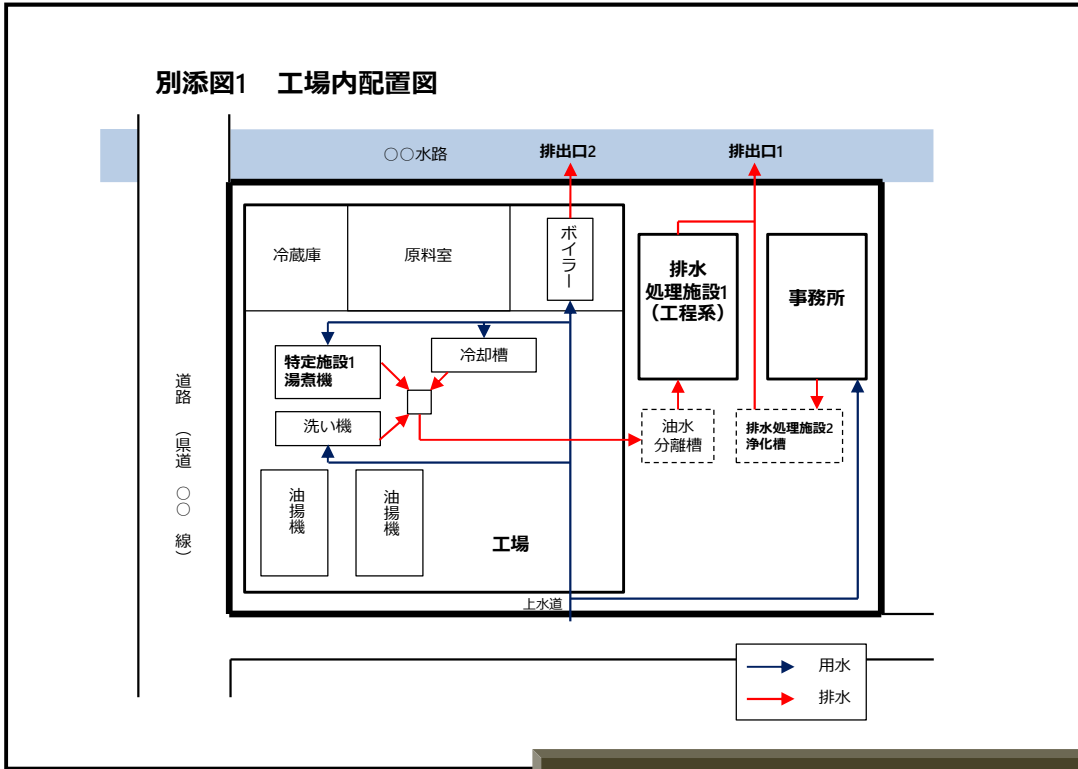 別添図1　工場内配置図
〇〇水路
排出口2
排出口1
冷蔵庫
原料室
ボイラー
排水
処理施設1
（工程系）
事務所
特定施設1
湯煮機
冷却槽
洗い機
油水
分離槽
排水処理施設2
浄化槽
油揚機
油揚機
工場
上水道
道路　（県道　〇〇　線）
用水
排水